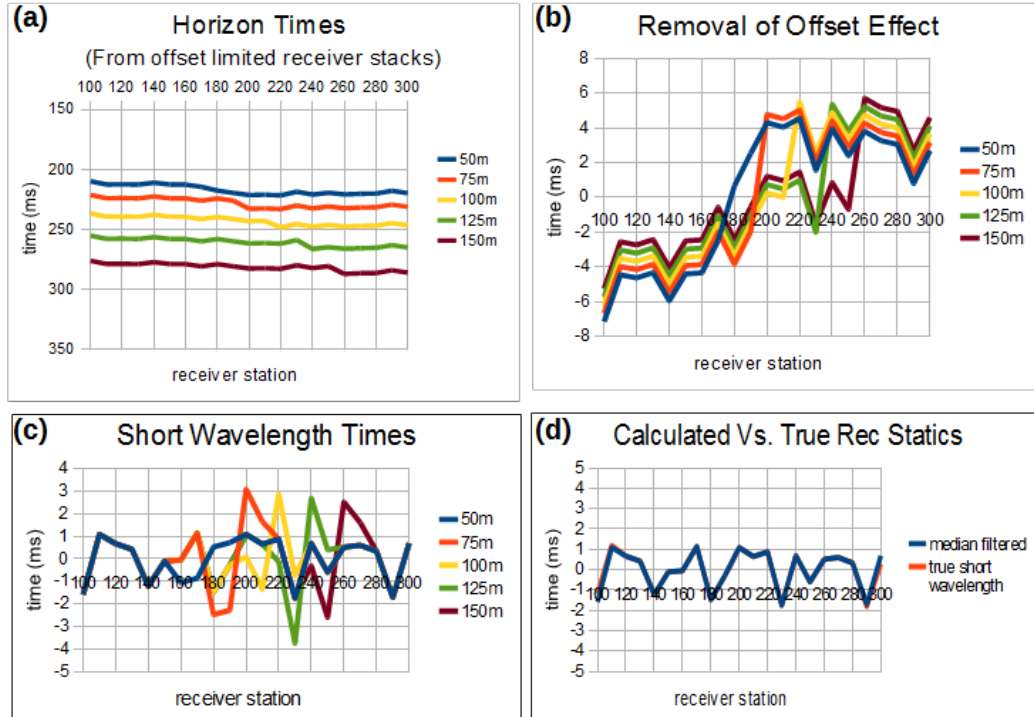 (a)
Horizon Times
(From offset limited receiver stacks)
100 120 140 160 180 200 220 240 260 280 300
150
200
250
300
350
time (ms)
receiver station
50m
75m
100m
125m
150m
(b)
Removal of Offset Effect
8
6
4
2
0
-2
-4
-6
-8
time (ms)
100 120 140 160 180 200 220 240 260 280 300
receiver station
50m
75m
100m
125m
150m
(c)
Short Wavelength Times
4
3
2
1
0
-1
-2
-3
-4
-5
time (ms)
100 120 140 160 180 200 220 240 260 280 300
receiver station
50m
75m
100m
125m
150m
(d)
Calculated Vs. True Rec Statics
5
4
3
2
1
0
-1
-2
-3
-4
-5
time (ms)
100 120 140 160 180 200 220 240 260 280 300
receiver station
median filtered
true short
wavelength